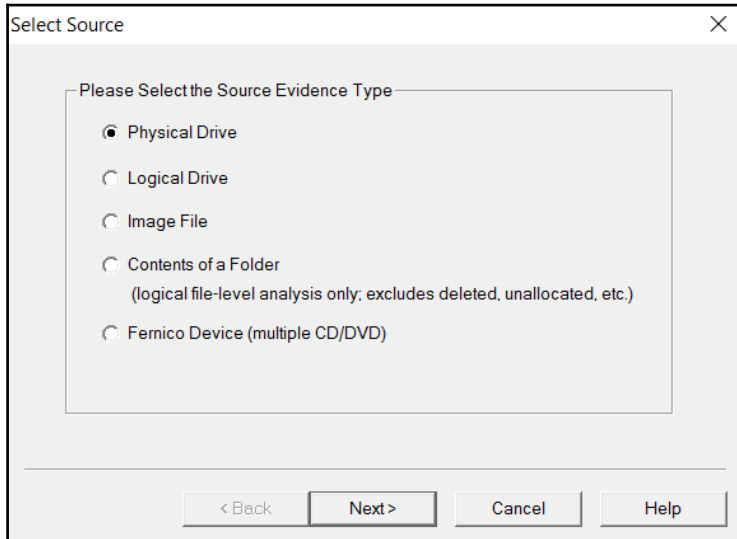 Select Source
Please Select the Source Evidence Type
Physical Drive
Logical Drive
Image File
Contents of a Folder
(logical file-level analysis only; excludes deleted, unallocated, etc.)
Fernico Device (multiple CD/DVD)
< Back Next > Cancel Help